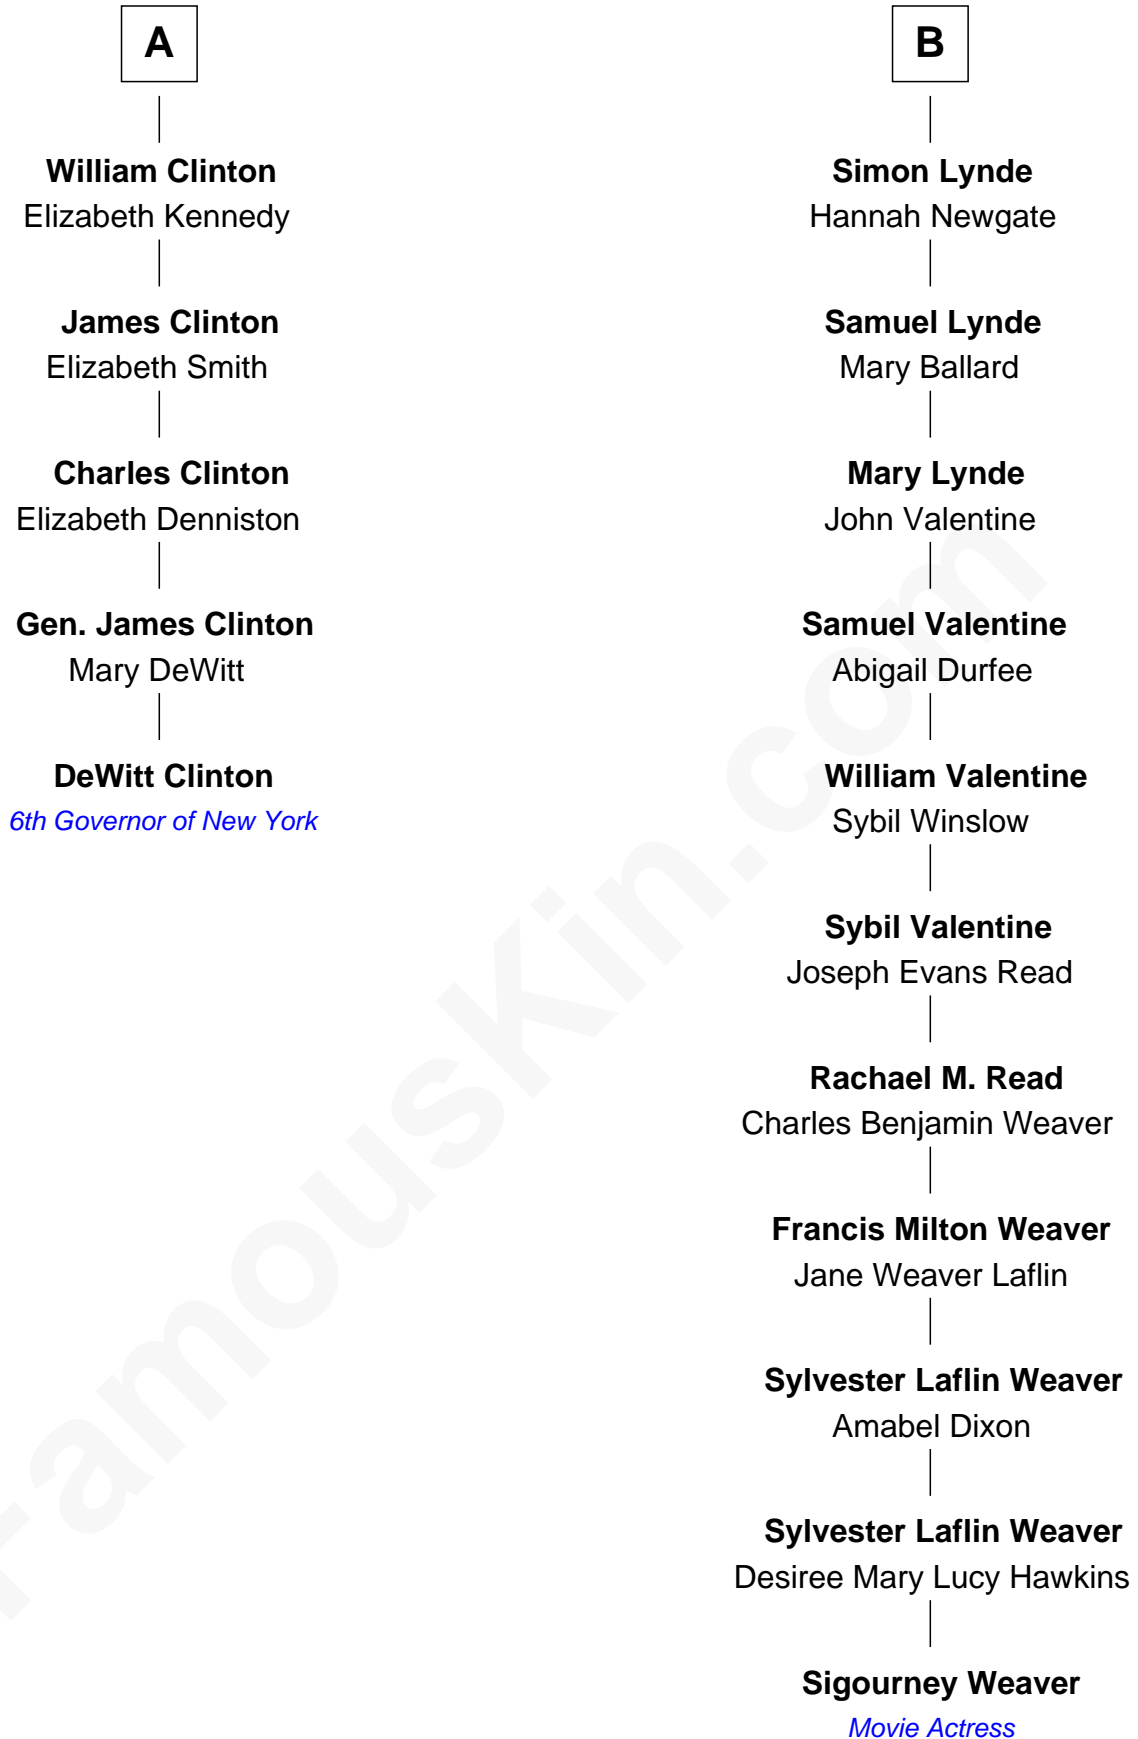 A
William Clinton
Elizabeth Kennedy
James Clinton
Elizabeth Smith
Charles Clinton
Elizabeth Denniston
Gen. James Clinton
Mary DeWitt
DeWitt Clinton
6th Governor of New York
B
Simon Lynde
Hannah Newgate
Samuel Lynde
Mary Ballard
Mary Lynde
John Valentine
Samuel Valentine
Abigail Durfee
William Valentine
Sybil Winslow
Sybil Valentine
Joseph Evans Read
Rachael M. Read
Charles Benjamin Weaver
Francis Milton Weaver
Jane Weaver Laflin
Sylvester Laflin Weaver
Amabel Dixon
Sylvester Laflin Weaver
Desiree Mary Lucy Hawkins
Sigourney Weaver
Movie Actress
FamousKin.com